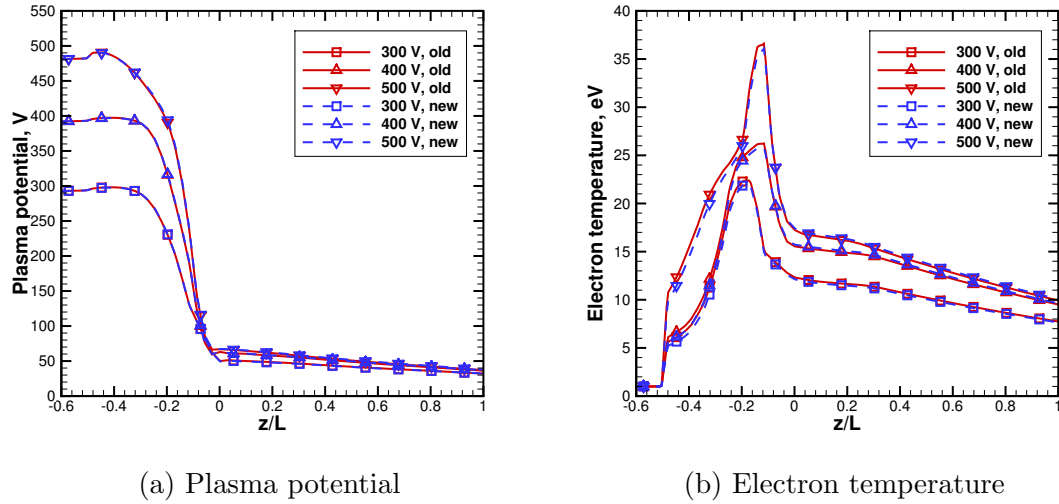 Plasma potential, V
550
500
450
400
350
300
250
200
150
100
50
0
-0.6
-0.4
-0.2
0
0.2
0.4
0.6
0.8
1
z/L
300 V, old
400 V, old
500 V, old
300 V, new
400 V, new
500 V, new
Electron temperature, eV
40
35
30
25
20
15
10
5
0
-0.6
-0.4
-0.2
0
0.2
0.4
0.6
0.8
1
z/L
300 V, old
400 V, old
500 V, old
300 V, new
400 V, new
500 V, new
(a) Plasma potential
(b) Electron temperature